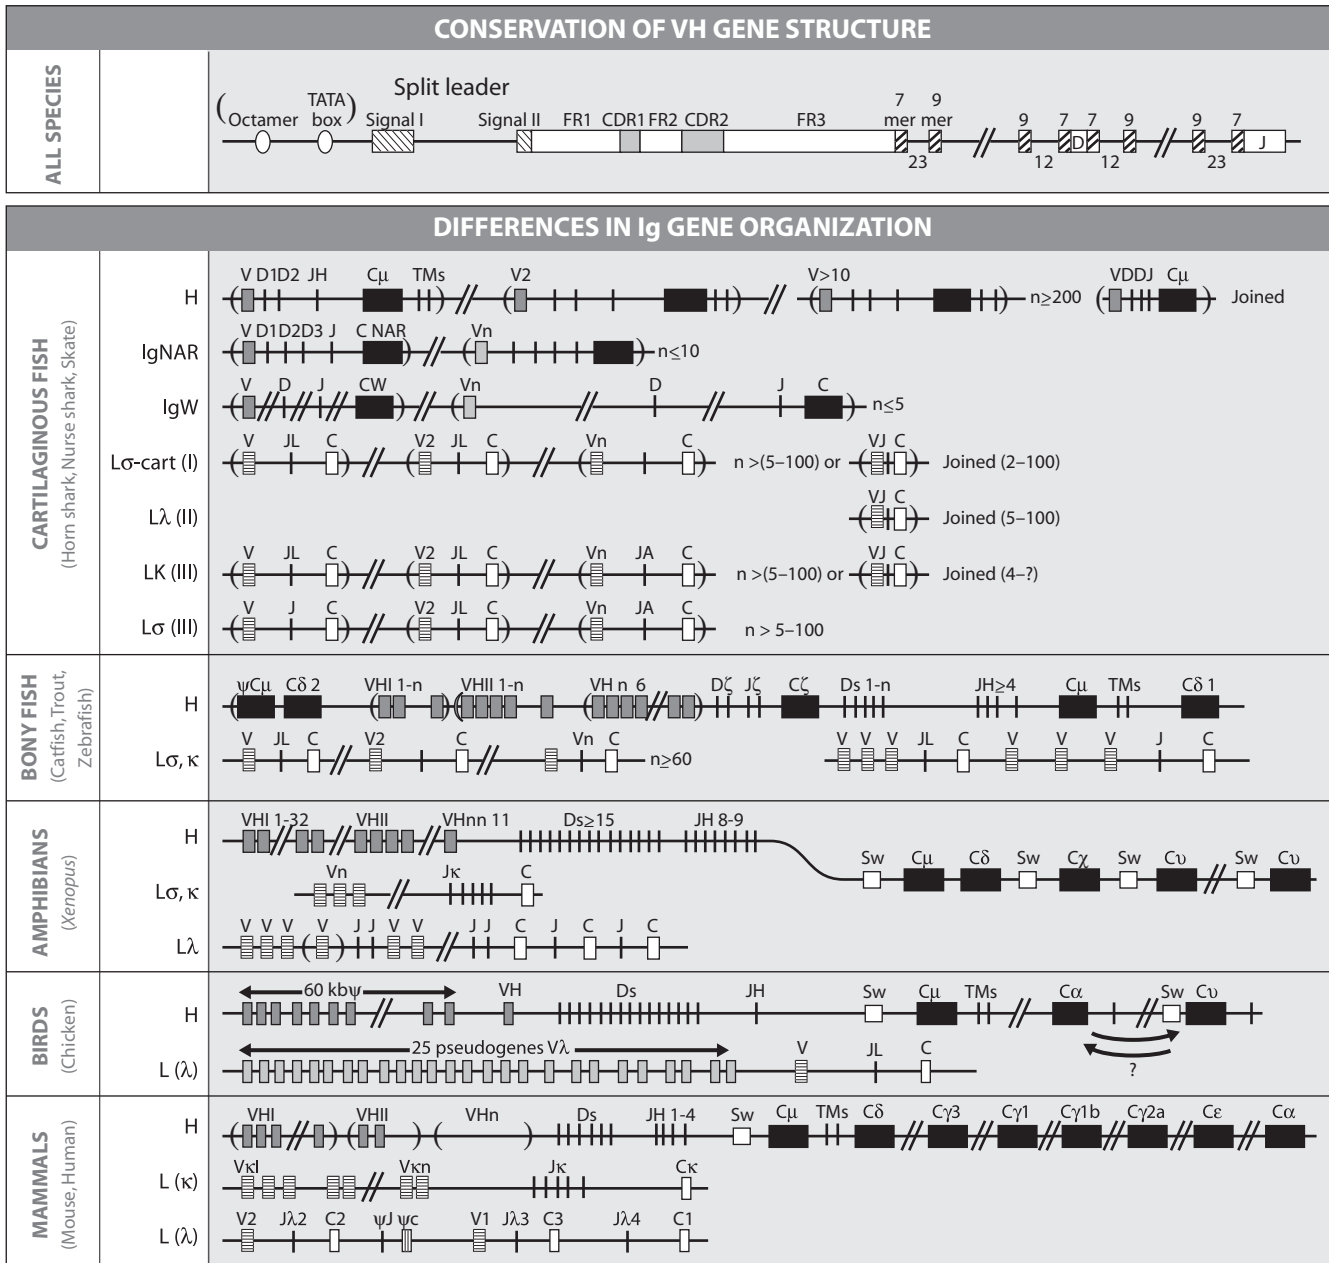 CONSERVATION OF VH GENE STRUCTURE
ALL SPECIES
Split leader
(Octamer TATA box) Signal I Signal II FR1 CDR1 FR2 CDR2 FR3 7 mer 9 mer 9 7 7 9 9 7
D J
23 12 12 23
DIFFERENCES IN Ig GENE ORGANIZATION
CARTILAGINOUS FISH
(Horn shark, Nurse shark, Skate)
V D1D2 JH Cμ TMs V2 V>10 VDDJ Cμ
H n≥200 Joined
V D1D2D3 J C NAR Vn
IgNAR n≤10
V D J CW Vn D J C
IgW n≤5
V JL C V2 JL C Vn C VJ C
Lσ-cart (I) n >(5–100) or Joined (2–100)
VJ C
Lλ (II) Joined (5–100)
V JL C V2 JL C Vn JA C VJ C
LK (III) n >(5–100) or Joined (4–?)
V J C V2 JL C Vn JA C
Lσ (III) n > 5–100
BONY FISH
(Catfish, Trout, Zebrafish)
ψCμ Cδ 2 VHI 1-n VHII 1-n VH n 6 Dζ Jζ Cζ Ds 1-n JH≥4 Cμ TMs Cδ 1
H
V JL C V2 C Vn C V V V JL C V V V J C
Lσ, κ n≥60
AMPHIBIANS
(Xenopus)
VHI 1-32 VHII VHnn 11 Ds≥15 JH 8-9
H
Sw Cμ Cδ Sw Cχ Sw Cυ Sw Cυ
Vn Jκ C
Lσ, κ
V V V V J J V V J J C J C J C
Lλ
BIRDS
(Chicken)
60 kbψ VH Ds JH Sw Cμ TMs Cα Sw Cυ
H
25 pseudogenes Vλ V JL C
?
L (λ)
MAMMALS
(Mouse, Human)
VHI VHII VHn Ds JH 1-4 Sw Cμ TMs Cδ Cγ3 Cγ1 Cγ1b Cγ2a Cε Cα
H
VκI Vκn Jκ Cκ
L (κ)
V2 Jλ2 C2 ψJ ψc V1 Jλ3 C3 Jλ4 C1
L (λ)